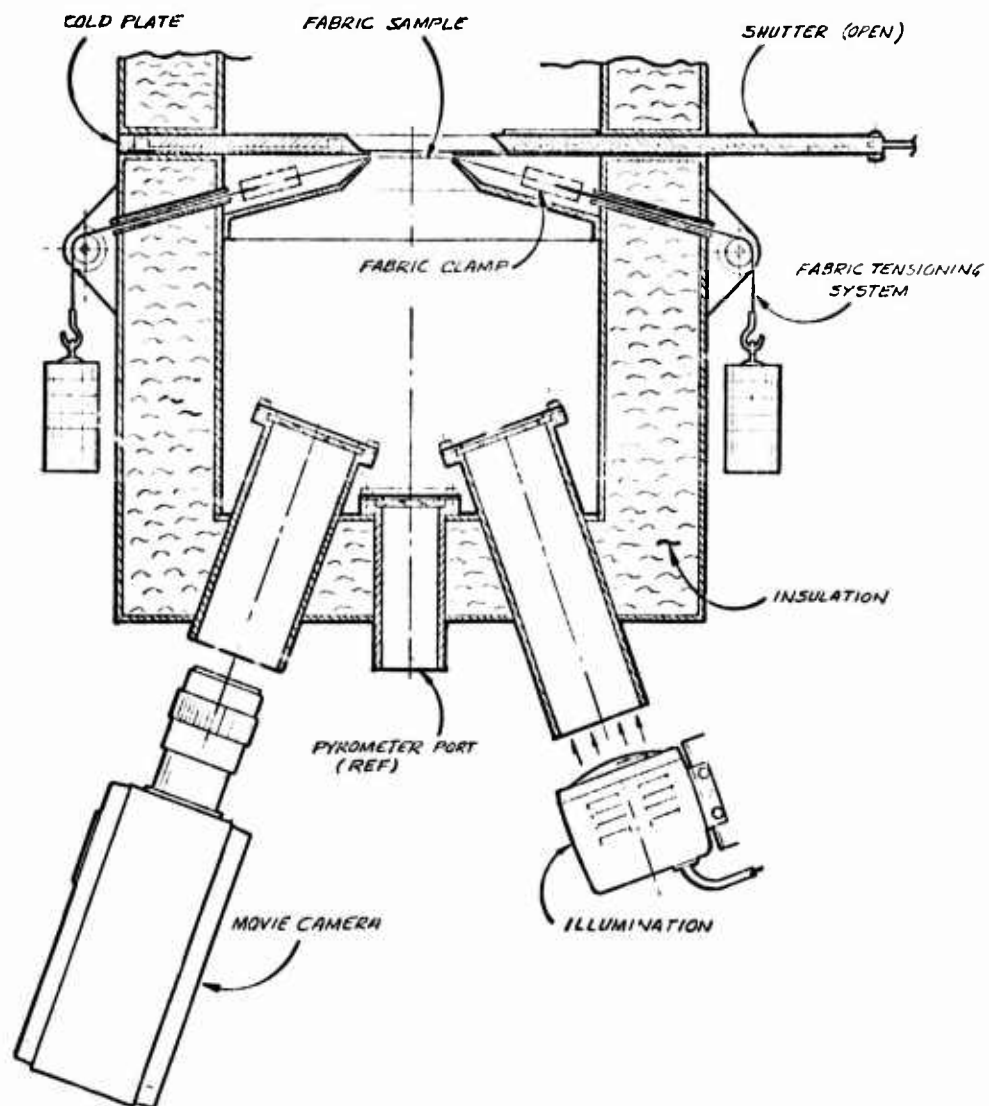 COLD PLATE
FABRIC SAMPLE
SHUTTER (OPEN)
FABRIC CLAMP
FABRIC TENSIONING
SYSTEM
INSULATION
PYROMETER PORT
(REF)
MOVIE CAMERA
ILLUMINATION